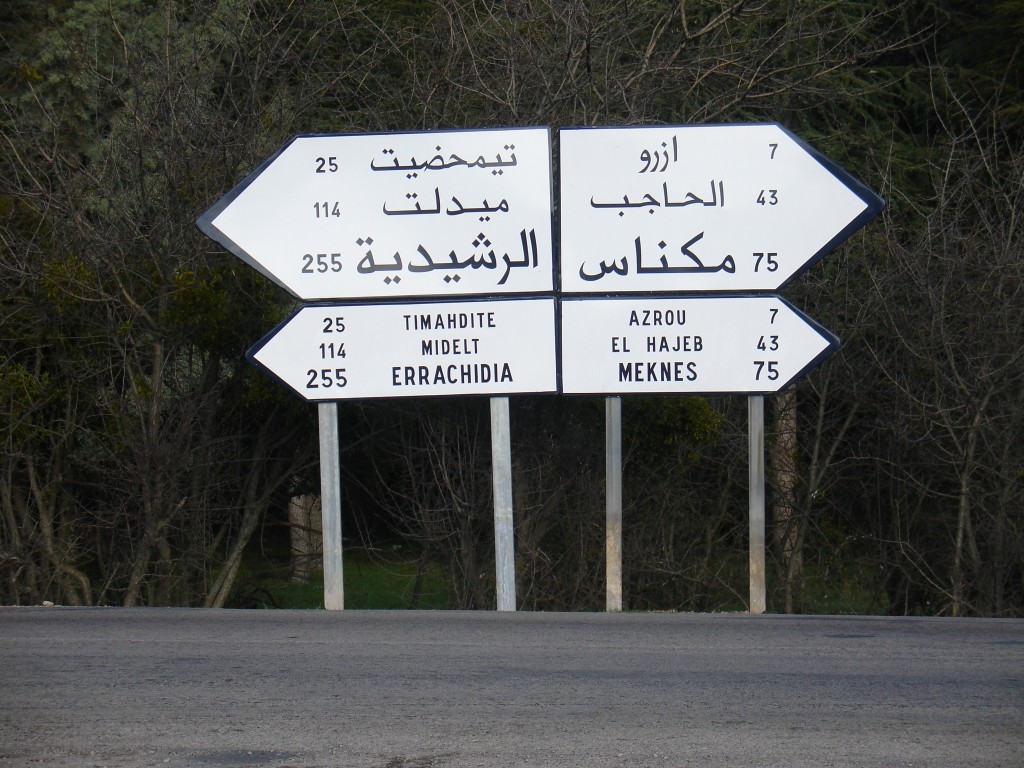 25 تيمحضيت
114 ميدلت
255 الرشيدية
ازرو 7
الحاجب 43
مكناس 75
25 TIMAHDITE
114 MIDELT
255 ERRACHIDIA
AZROU 7
EL HAJEB 43
MEKNES 75